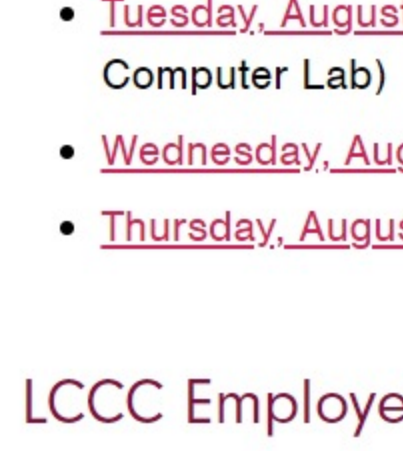 Tuesday, August
Computer Lab)
Wednesday, Aug
Thursday, Augus
LCCC Employe